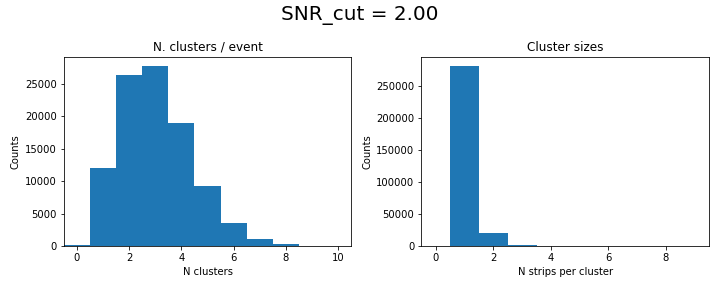 SNR_cut = 2.00
N. clusters / event
Counts
25000
20000
15000
10000
5000
0
0 2 4 6 8 10
N clusters
Cluster sizes
Counts
250000
200000
150000
100000
50000
0
0 2 4 6 8
N strips per cluster